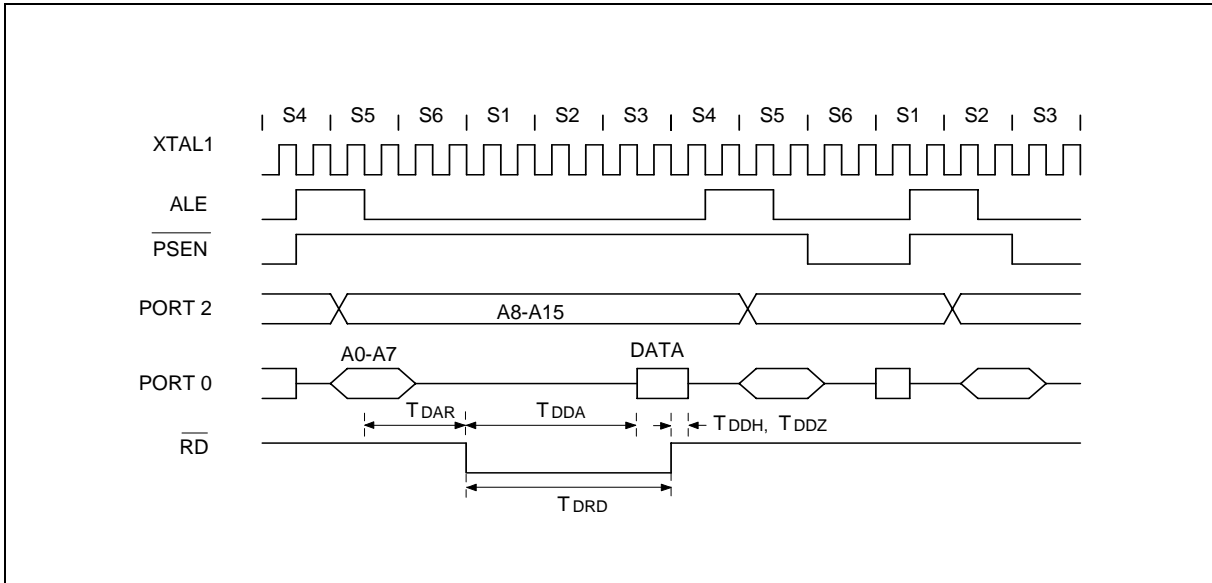 S4 S5 S6 S1 S2 S3 S4 S5 S6 S1 S2 S3
XTAL1
ALE
PSEN
PORT 2
A8-A15
A0-A7
DATA
PORT 0
TDAR
TDDA
TDDH, TDDZ
RD
TDRD